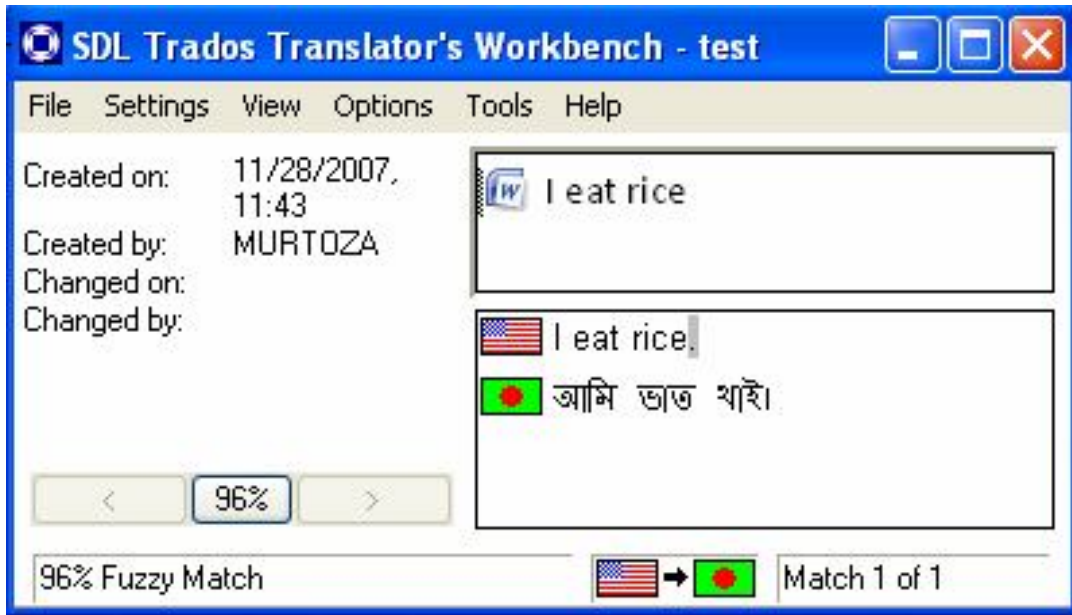 SDL Trados Translator's Workbench - test
File Settings View Options Tools Help
Created on: 11/28/2007,
11:43
Created by: MURTOZA
Changed on:
Changed by:
W I eat rice
I eat rice.
আমি ভাত খাই।
< 96% >
96% Fuzzy Match
Match 1 of 1